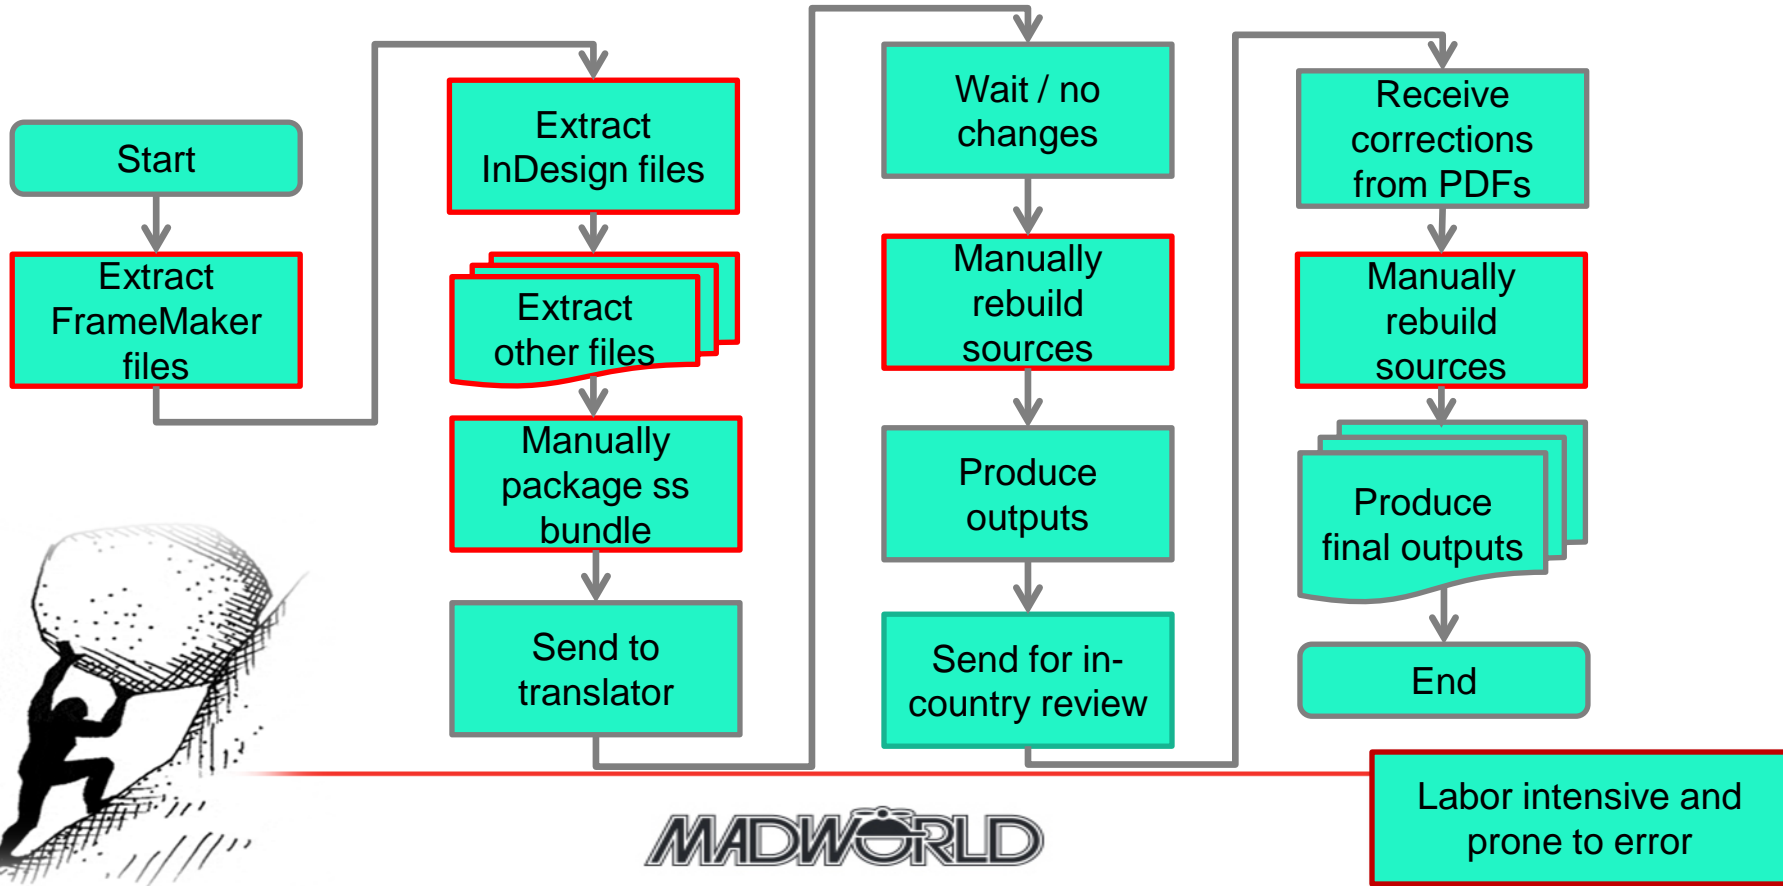 Start
Extract
FrameMaker
files
Extract
InDesign files
Extract
other files
Manually
package ss
bundle
Send to
translator
Wait / no
changes
Manually
rebuild
sources
Produce
outputs
Send for in-
country review
Receive
corrections
from PDFs
Manually
rebuild
sources
Produce
final outputs
End
Labor intensive and
prone to error
MADWORLD